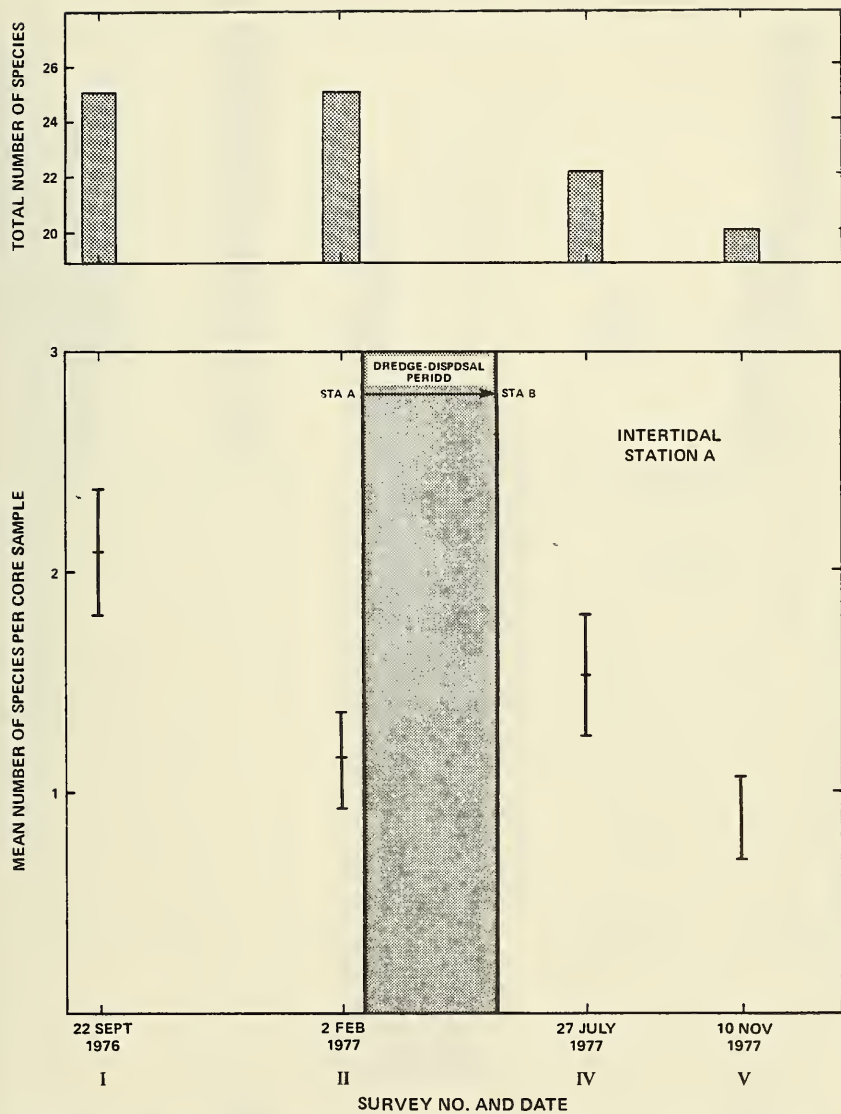 TOTAL NUMBER OF SPECIES
26
24
22
20
MEAN NUMBER OF SPECIES PER CORE SAMPLE
3
2
1
DREDGE-DISPOSAL
PERIOD
STA A
STA B
INTERTIDAL
STATION A
22 SEPT
1976
2 FEB
1977
27 JULY
1977
10 NOV
1977
I
II
IV
V
SURVEY NO. AND DATE